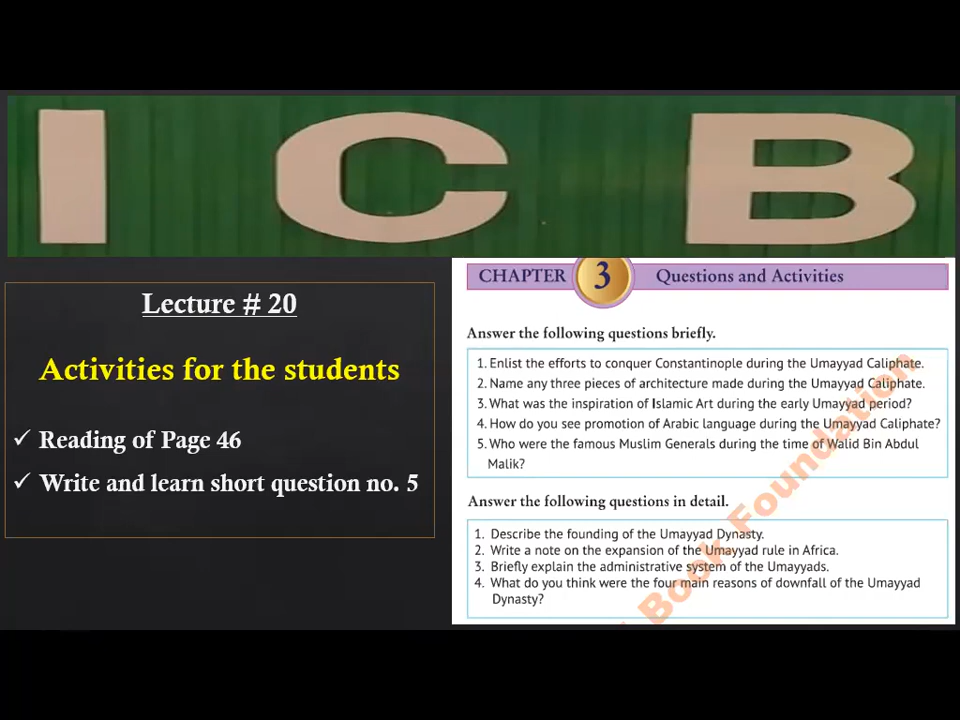 I C B
Lecture # 20
Activities for the students
✓ Reading of Page 46
✓ Write and learn short question no. 5
CHAPTER 3 Questions and Activities
Answer the following questions briefly.
1. Enlist the efforts to conquer Constantinople during the Umayyad Caliphate.
2. Name any three pieces of architecture made during the Umayyad Caliphate.
3. What was the inspiration of Islamic Art during the early Umayyad period?
4. How do you see promotion of Arabic language during the Umayyad Caliphate?
5. Who were the famous Muslim Generals during the time of Walid Bin Abdul
Malik?
Answer the following questions in detail.
1. Describe the founding of the Umayyad Dynasty.
2. Write a note on the expansion of the Umayyad rule in Africa.
3. Briefly explain the administrative system of the Umayyads.
4. What do you think were the four main reasons of downfall of the Umayyad
Dynasty?
Book Foundation